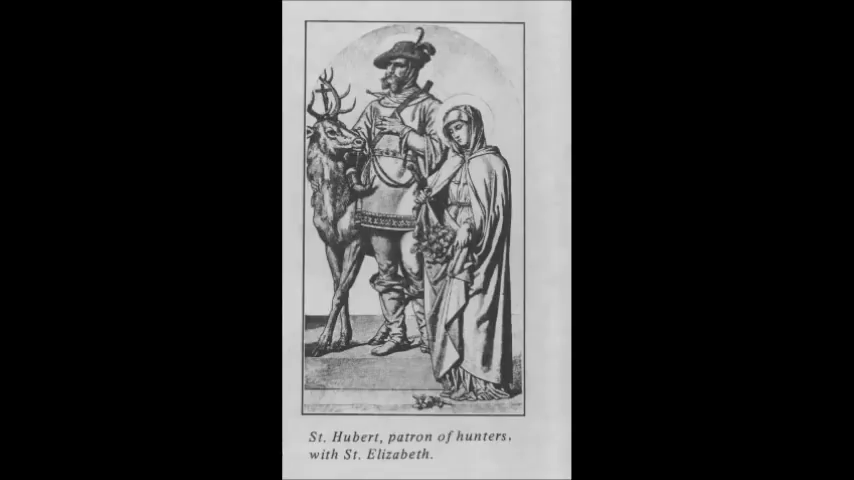 St. Hubert, patron of hunters,
with St. Elizabeth.